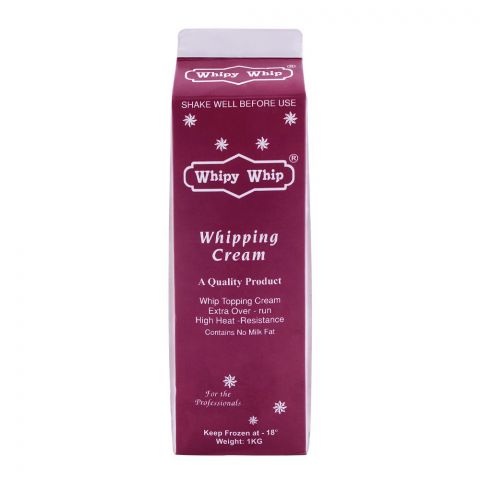 Whipy Whip ®
SHAKE WELL BEFORE USE
Whipy Whip ®
Whipping
Cream
A Quality Product
Whip Topping Cream
Extra Over - run
High Heat -Resistance
Contains No Milk Fat
For the
Professionals
Keep Frozen at - 18°
Weight: 1KG